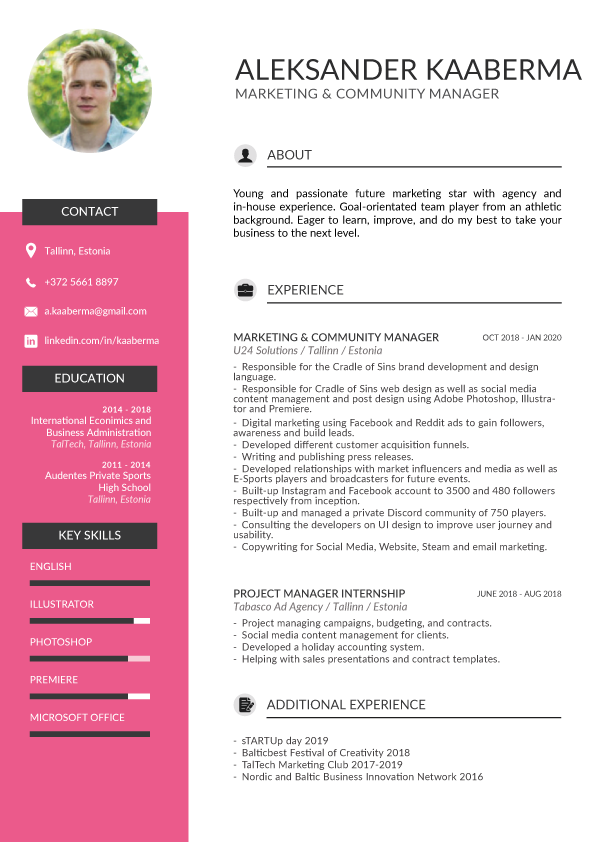 ALEKSANDER KAABERMA
MARKETING & COMMUNITY MANAGER
CONTACT
Tallinn, Estonia
+372 5661 8897
a.kaaberma@gmail.com
linkedin.com/in/kaaberma
EDUCATION
2014 - 2018
International Econimics and
Business Administration
TalTech, Tallinn, Estonia
2011 - 2014
Audentes Private Sports
High School
Tallinn, Estonia
KEY SKILLS
ENGLISH
ILLUSTRATOR
PHOTOSHOP
PREMIERE
MICROSOFT OFFICE
ABOUT
Young and passionate future marketing star with agency and
in-house experience. Goal-orientated team player from an athletic
background. Eager to learn, improve, and do my best to take your
business to the next level.
EXPERIENCE
MARKETING & COMMUNITY MANAGER OCT 2018 - JAN 2020
U24 Solutions / Tallinn / Estonia
- Responsible for the Cradle of Sins brand development and design
language.
- Responsible for Cradle of Sins web design as well as social media
content management and post design using Adobe Photoshop, Illustra-
tor and Premiere.
- Digital marketing using Facebook and Reddit ads to gain followers,
awareness and build leads.
- Developed different customer acquisition funnels.
- Writing and publishing press releases.
- Developed relationships with market influencers and media as well as
E-Sports players and broadcasters for future events.
- Built-up Instagram and Facebook account to 3500 and 480 followers
respectively from inception.
- Built-up and managed a private Discord community of 750 players.
- Consulting the developers on UI design to improve user journey and
usability.
- Copywriting for Social Media, Website, Steam and email marketing.
PROJECT MANAGER INTERNSHIP JUNE 2018 - AUG 2018
Tabasco Ad Agency / Tallinn / Estonia
- Project managing campaigns, budgeting, and contracts.
- Social media content management for clients.
- Developed a holiday accounting system.
- Helping with sales presentations and contract templates.
ADDITIONAL EXPERIENCE
- sTARTUp day 2019
- Balticbest Festival of Creativity 2018
- TalTech Marketing Club 2017-2019
- Nordic and Baltic Business Innovation Network 2016